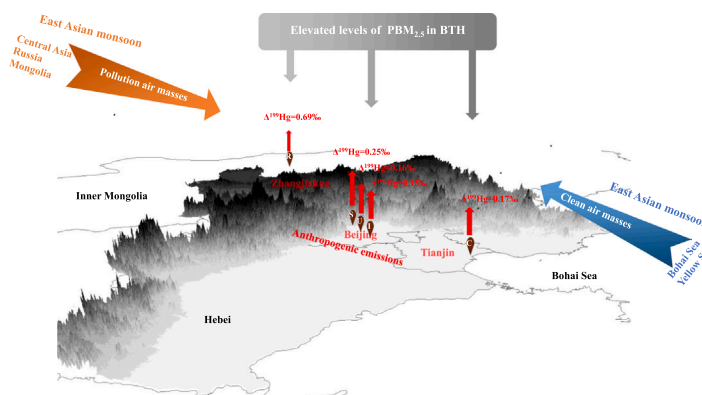 Elevated levels of PBM2.5 in BTH
East Asian monsoon
Central Asia
Russia
Mongolia
Pollution air masses
Δ¹⁹⁹Hg=0.69‰
R
Δ¹⁹⁹Hg=0.25‰
Zhangjiakou
Inner Mongolia
East Asian monsoo
Clean air masses
Δ¹⁹⁹Hg=0.17‰
S
Beijing
Anthropogenic emissions
C
Tianjin
Bohai Sea
Yellow S
Bohai Sea
Hebei